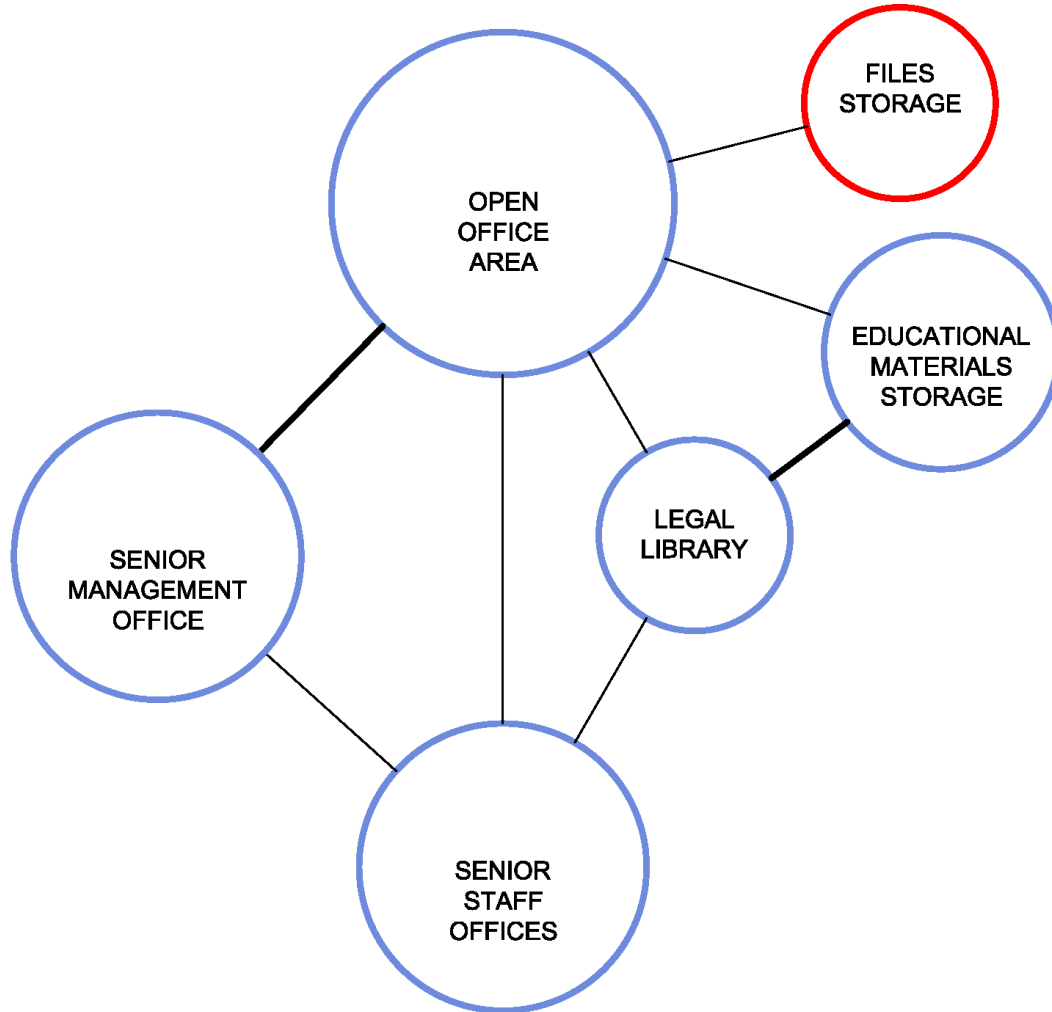 FILES
STORAGE
OPEN
OFFICE
AREA
EDUCATIONAL
MATERIALS
STORAGE
LEGAL
LIBRARY
SENIOR
MANAGEMENT
OFFICE
SENIOR
STAFF
OFFICES